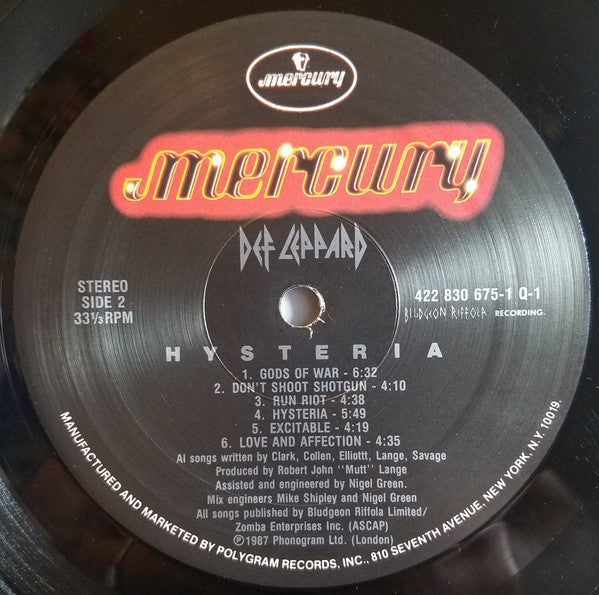 mercury
mercury
DEF LEPPARD
STEREO
SIDE 2
33⅓ RPM
422 830 675-1 Q-1
BLUDGEON RIFFOLA RECORDING.
HYSTERIA
1. GODS OF WAR - 6:32
2. DON'T SHOOT SHOTGUN - 4:10
3. RUN RIOT - 4:38
4. HYSTERIA - 5:49
5. EXCITABLE - 4:19
6. LOVE AND AFFECTION - 4:35
Al songs written by Clark, Collen, Elliottt, Lange, Savage
Produced by Robert John "Mutt" Lange
Assisted and engineered by Nigel Green.
Mix engineers Mike Shipley and Nigel Green
All songs published by Bludgeon Riffola Limited/
Zomba Enterprises Inc. (ASCAP)
℗1987 Phonogram Ltd. (London)
MANUFACTURED AND MARKETED BY POLYGRAM RECORDS, INC., 810 SEVENTH AVENUE, NEW YORK, N.Y. 10019.